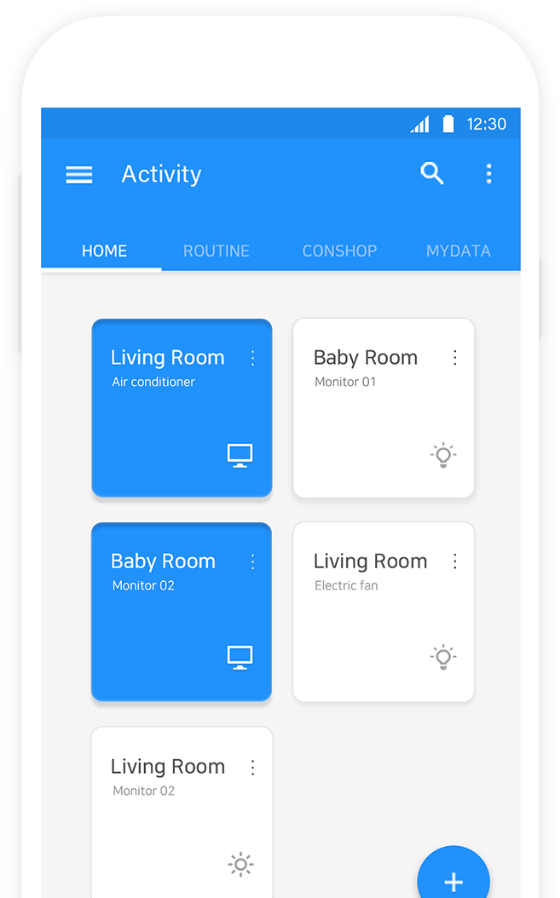 12:30
Activity
HOME ROUTINE CONSHOP MYDATA
Living Room
Air conditioner
Baby Room
Monitor 01
Baby Room
Monitor 02
Living Room
Electric fan
Living Room
Monitor 02